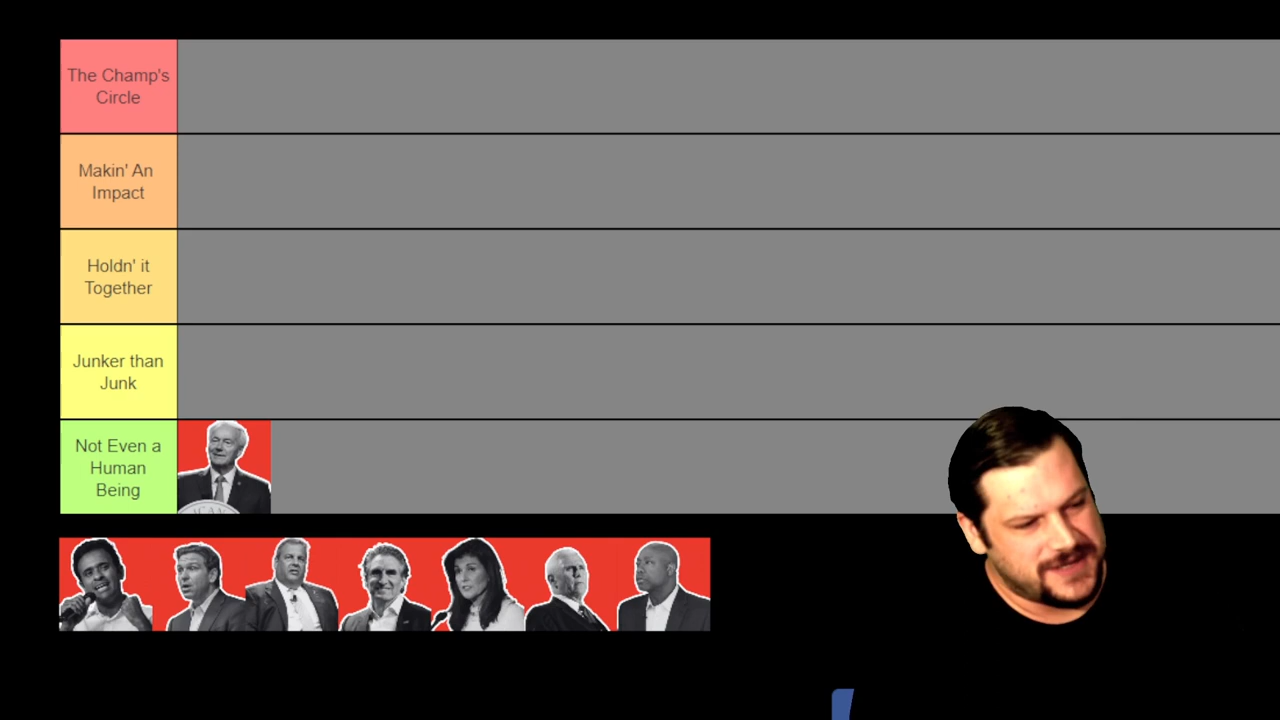 The Champ's
Circle
Makin' An
Impact
Holdn' it
Together
Junker than
Junk
Not Even a
Human
Being